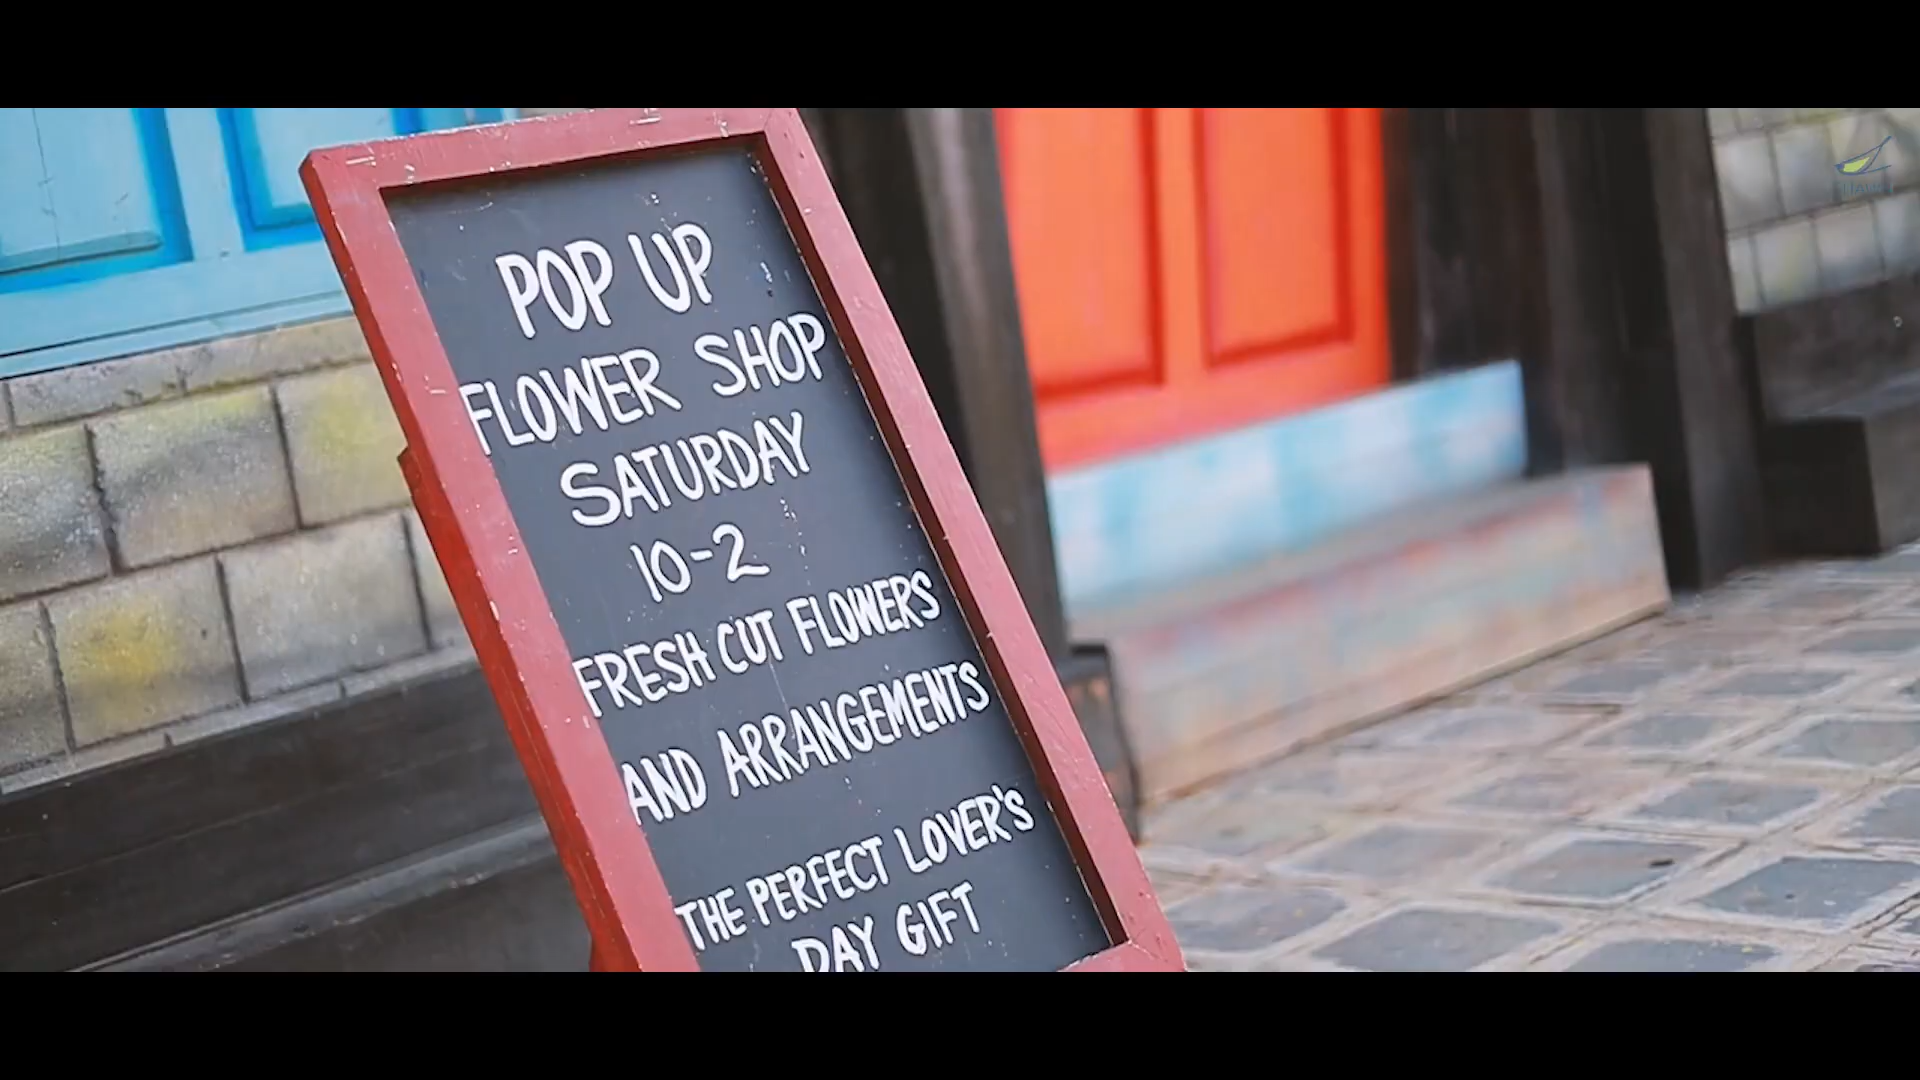 POP UP
FLOWER SHOP
SATURDAY
10-2
FRESH CUT FLOWERS
AND ARRANGEMENTS
THE PERFECT LOVER'S
DAY GIFT